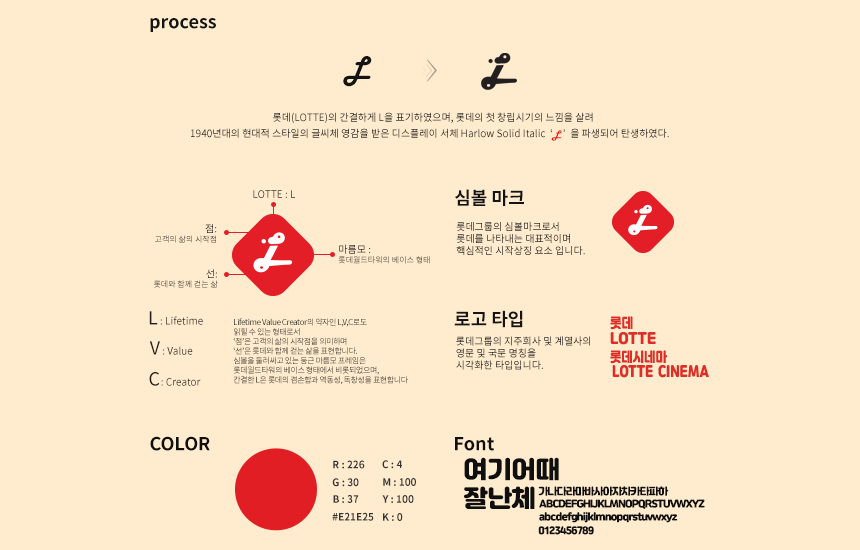 process
롯데(LOTTE)의 간결하게 L을 표기하였으며, 롯데의 첫 창립시기의 느낌을 살려
1940년대의 현대적 스타일의 글씨체 영감을 받은 디스플레이 서체 Harlow Solid Italic ‘L’ 을 파생되어 탄생하였다.
LOTTE : L
점:
고객의 삶의 시작점
선:
롯데와 함께 걷는 삶
마름모 :
롯데월드타워의 베이스 형태
심볼 마크
롯데그룹의 심볼마크로서
롯데를 나타내는 대표적이며
핵심적인 시작상징 요소 입니다.
L : Lifetime
V : Value
C : Creator
Lifetime Value Creator의 약자인 L,V,C로도
읽힐 수 있는 형태로서
‘점’은 고객의 삶의 시작점을 의미하며
‘선’은 롯데와 함께 걷는 삶을 표현합니다.
심볼을 둘러싸고 있는 둥근 마름모 프레임은
롯데월드타워의 베이스 형태에서 비롯되었으며,
간결한 L은 롯데의 겸손함과 역동성, 독창성을 표현합니다
로고 타입
롯데그룹의 지주회사 및 계열사의
영문 및 국문 명칭을
시각화한 타입입니다.
롯데
LOTTE
롯데시네마
LOTTE CINEMA
COLOR
R : 226 C : 4
G : 30 M : 100
B : 37 Y : 100
#E21E25 K : 0
Font
여기어때
잘난체
가나다라마바사아자차카타파하
ABCDEFGHIJKLMNOPQRSTUVWXYZ
abcdefghijklmnopqrstuvwxyz
0123456789